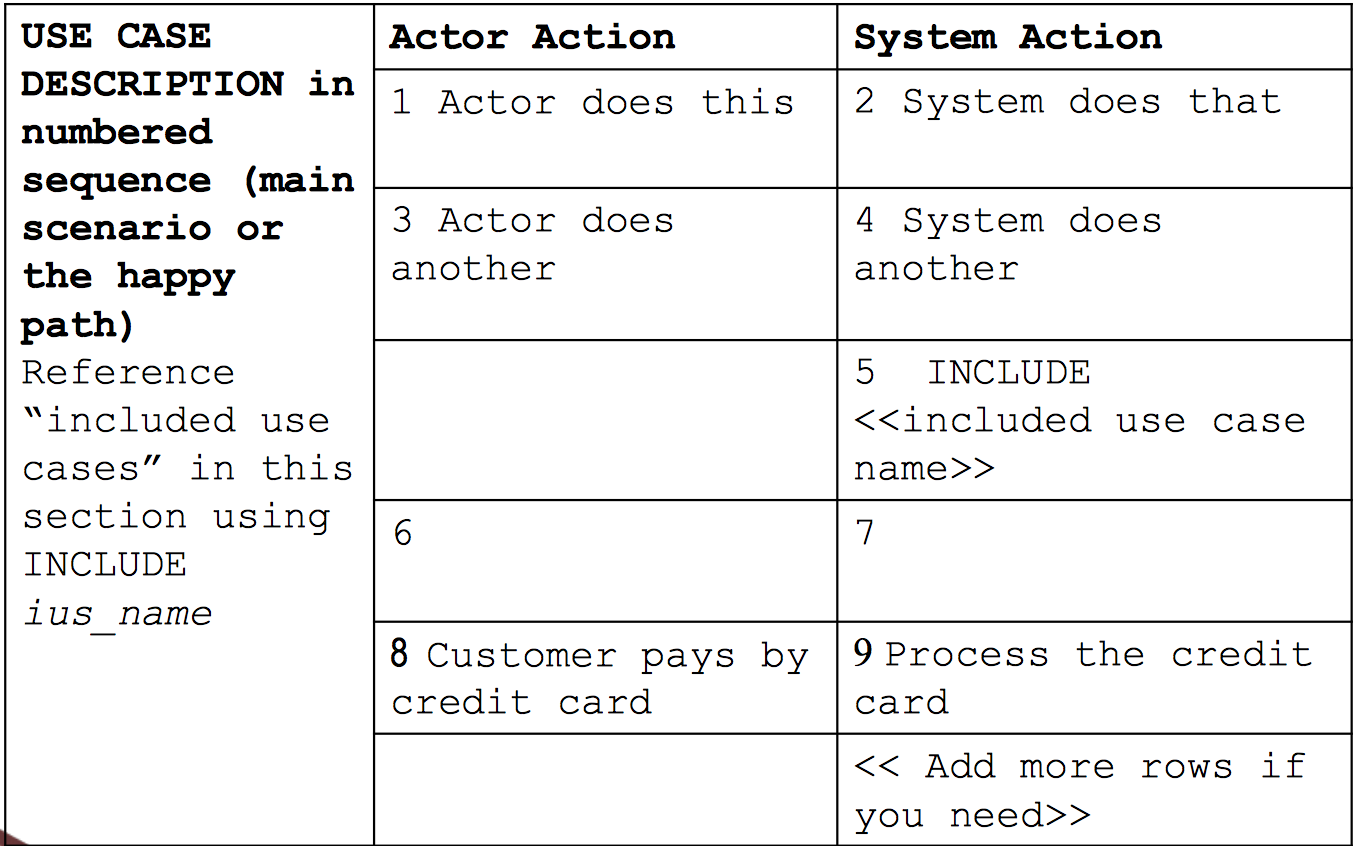 USE CASE
DESCRIPTION in
numbered
sequence (main
scenario or
the happy
path)
Reference
“included use
cases” in this
section using
INCLUDE
ius_name
Actor Action
System Action
1 Actor does this
2 System does that
3 Actor does
another
4 System does
another
5 INCLUDE
<<included use case
name>>
6
7
8 Customer pays by
credit card
9 Process the credit
card
<< Add more rows if
you need>>